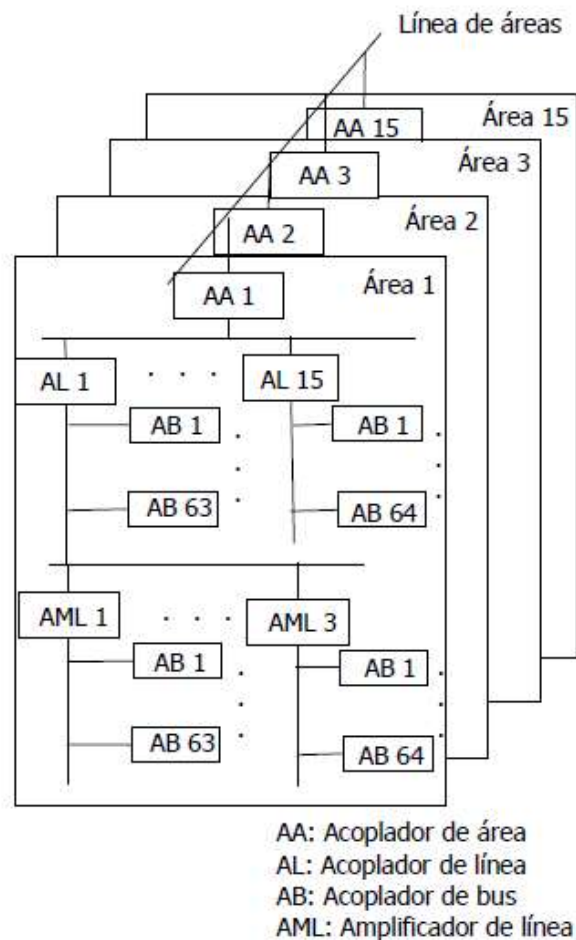 Línea de áreas
Área 15
AA 15
Área 3
AA 3
Área 2
AA 2
Área 1
AA 1
AL 1 . . . AL 15
AB 1 AB 1
AB 63 AB 64
AML 1 . . . AML 3
AB 1 AB 1
AB 63 AB 64
AA: Acoplador de área
AL: Acoplador de línea
AB: Acoplador de bus
AML: Amplificador de línea